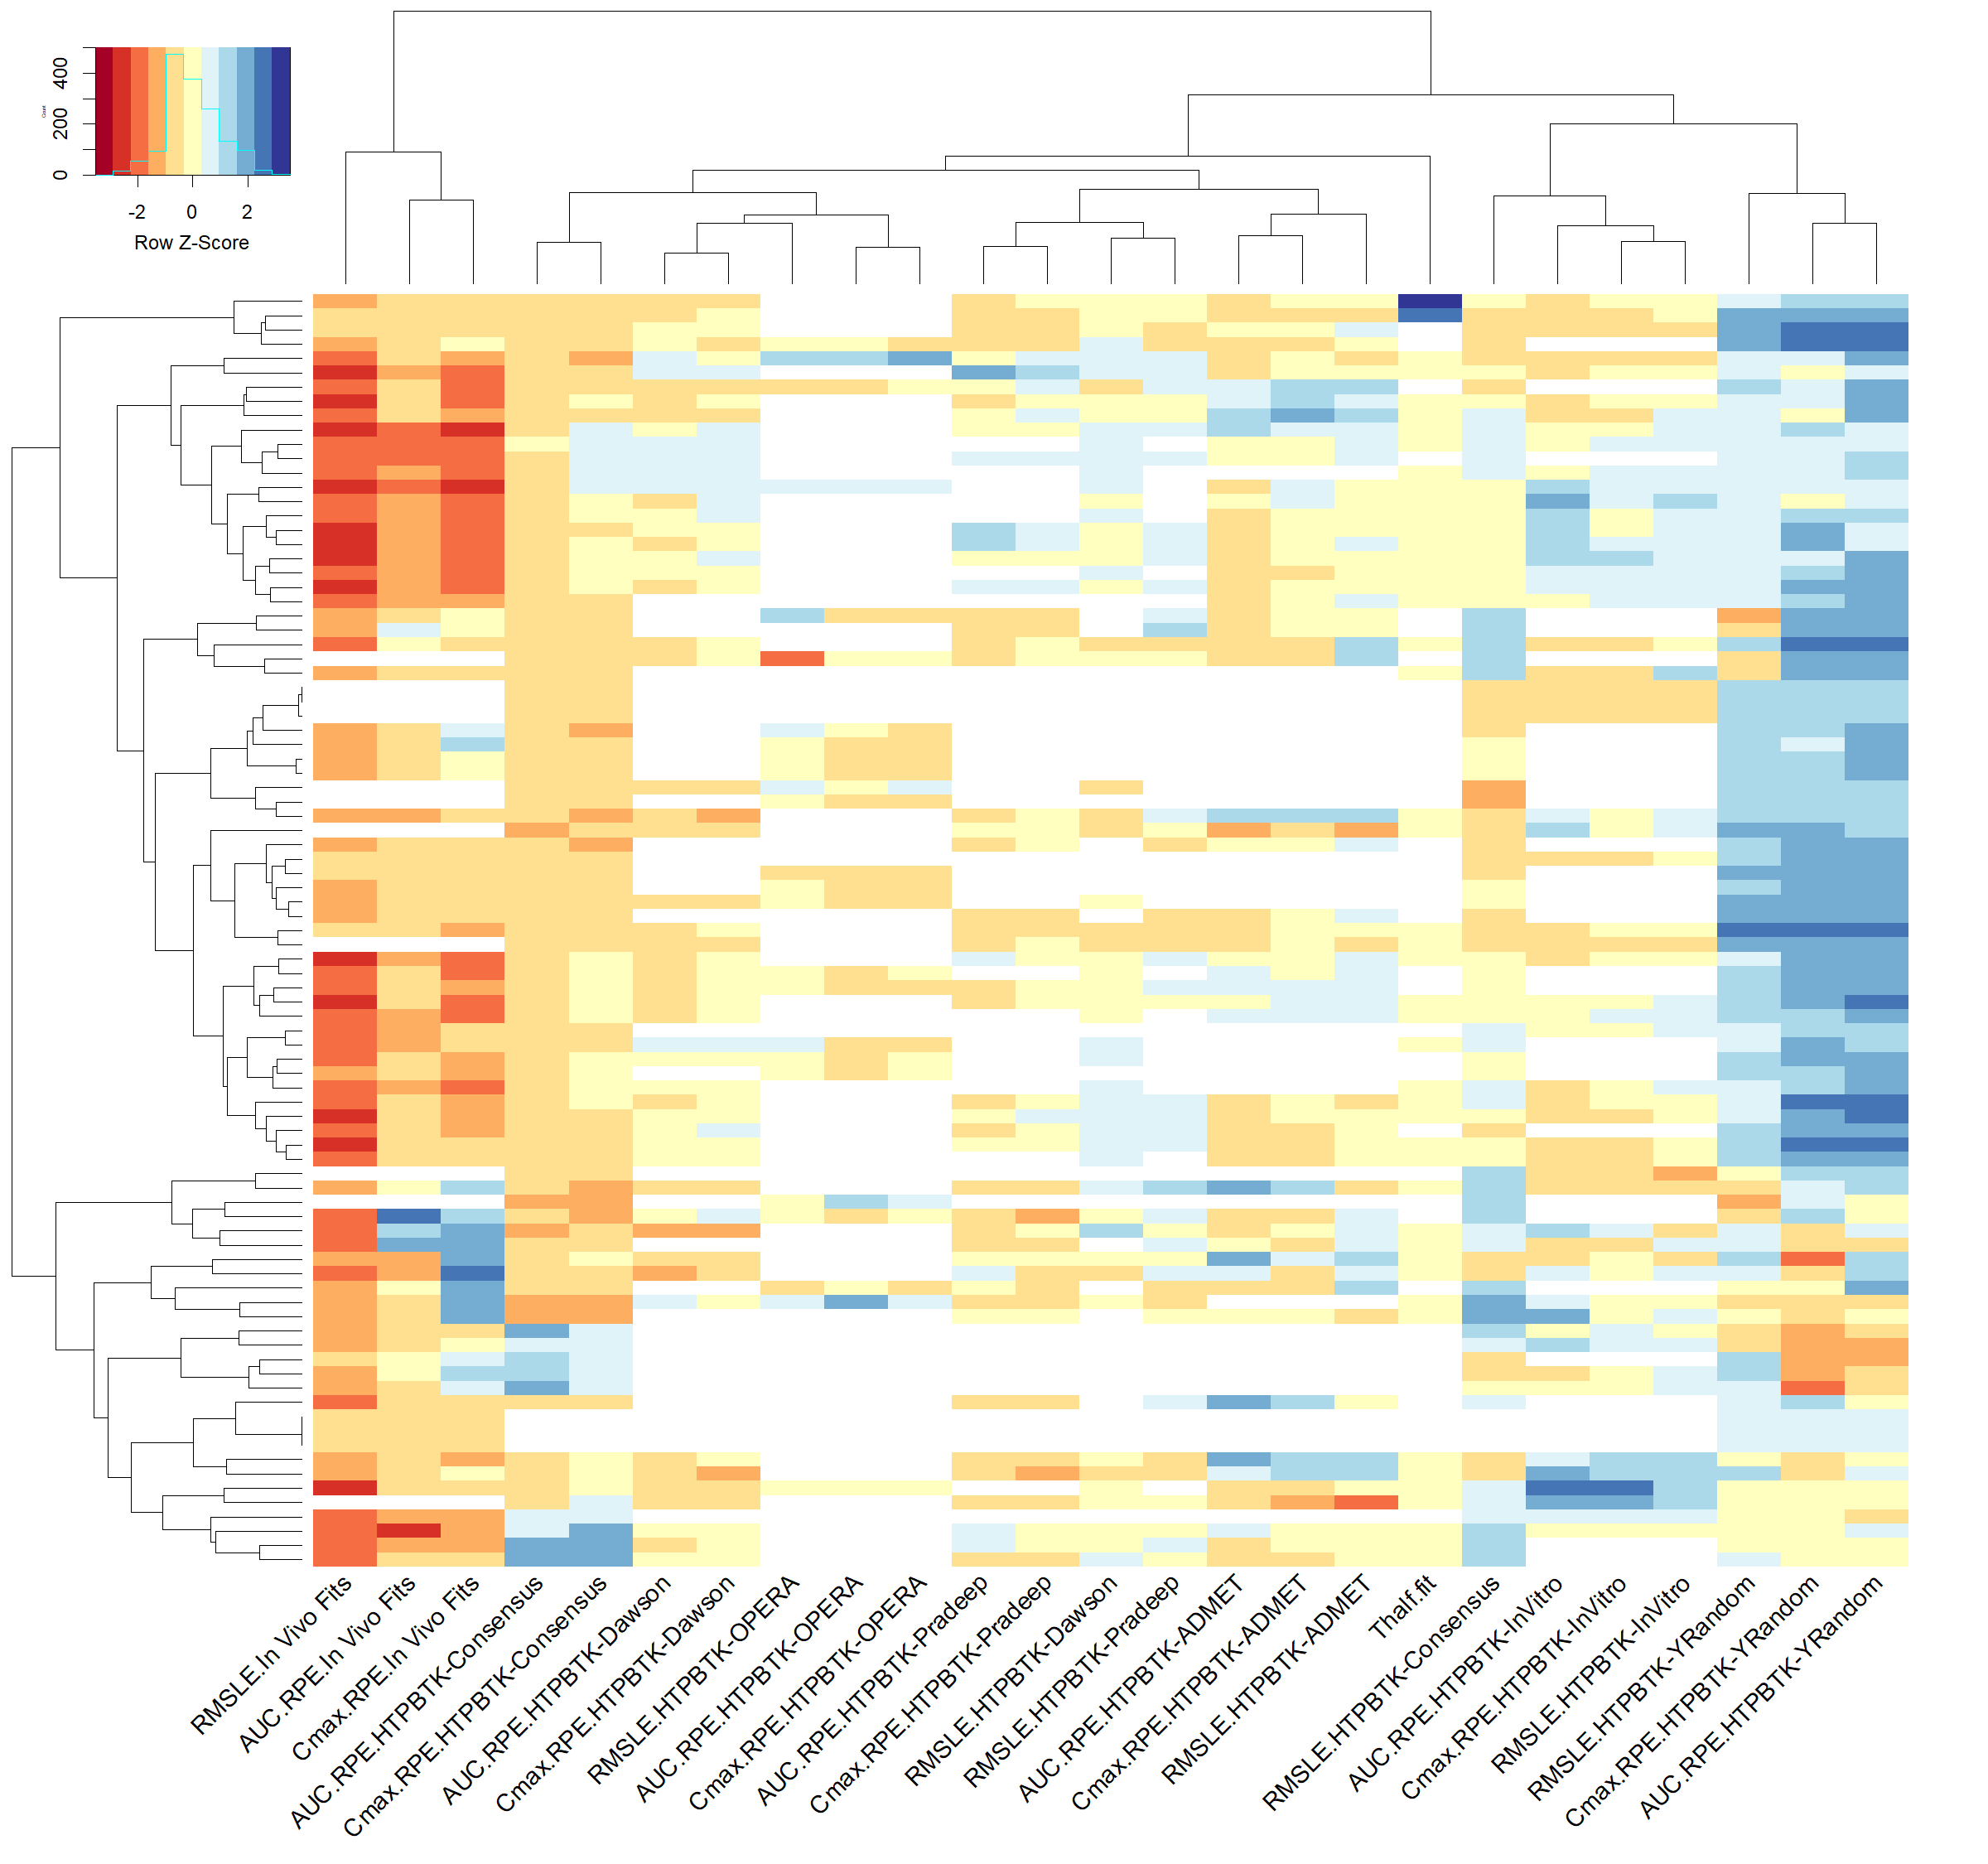 400
200
0
Count
-2 0 2
Row Z-Score
RMSLE.In Vivo Fits
AUC.RPE.In Vivo Fits
Cmax.RPE.In Vivo Fits
AUC.RPE.HTPBTK-Consensus
Cmax.RPE.HTPBTK-Consensus
AUC.RPE.HTPBTK-Dawson
Cmax.RPE.HTPBTK-Dawson
RMSLE.HTPBTK-OPERA
AUC.RPE.HTPBTK-OPERA
Cmax.RPE.HTPBTK-OPERA
AUC.RPE.HTPBTK-Pradeep
Cmax.RPE.HTPBTK-Pradeep
RMSLE.HTPBTK-Dawson
RMSLE.HTPBTK-Pradeep
AUC.RPE.HTPBTK-ADMET
Cmax.RPE.HTPBTK-ADMET
RMSLE.HTPBTK-ADMET
Thalf.fit
RMSLE.HTPBTK-Consensus
AUC.RPE.HTPBTK-InVitro
Cmax.RPE.HTPBTK-InVitro
RMSLE.HTPBTK-InVitro
RMSLE.HTPBTK-YRandom
Cmax.RPE.HTPBTK-YRandom
AUC.RPE.HTPBTK-YRandom